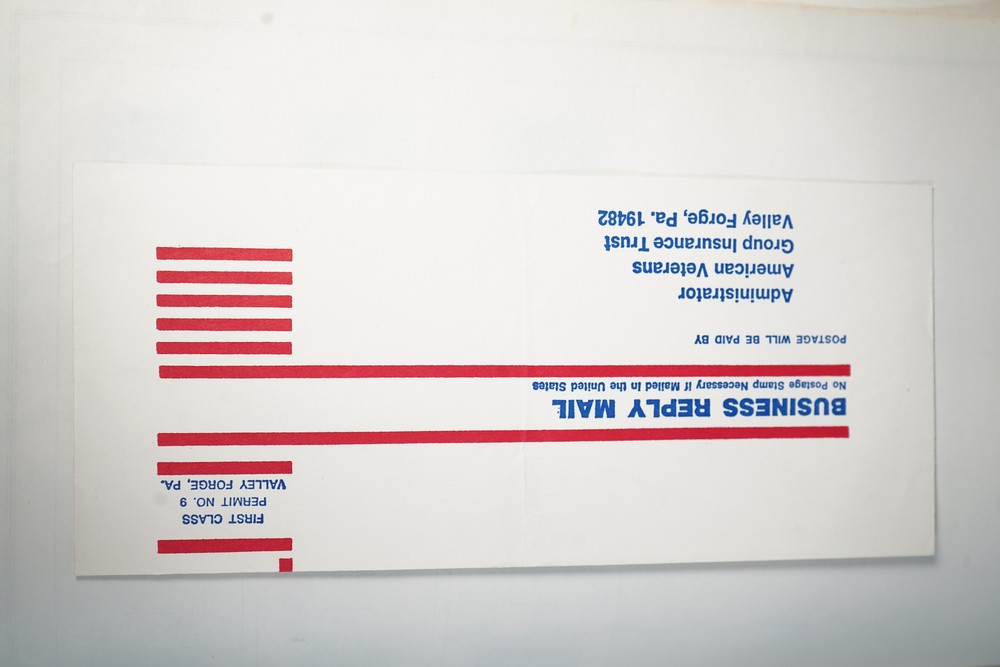 FIRST CLASS
PERMIT NO. 9
VALLEY FORGE, PA.
BUSINESS REPLY MAIL
No Postage Stamp Necessary if Mailed in the United States
POSTAGE WILL BE PAID BY
Administrator
American Veterans
Group Insurance Trust
Valley Forge, Pa. 19482